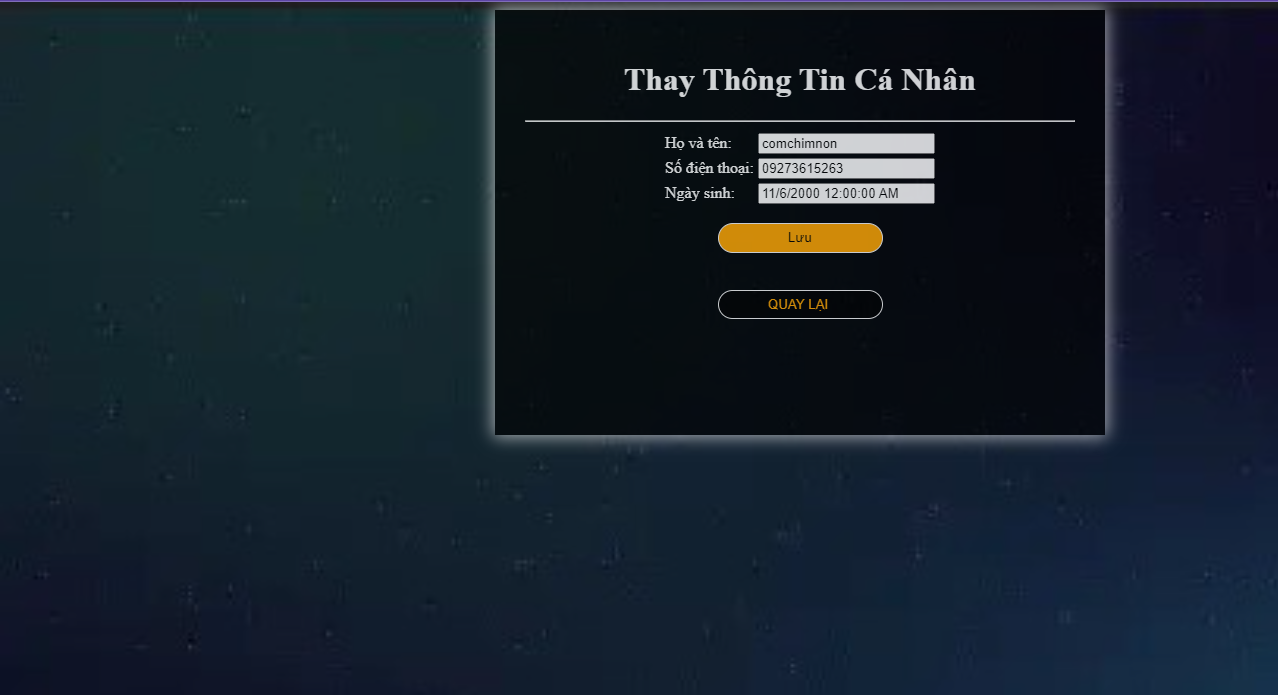 Thay Thông Tin Cá Nhân
Họ và tên: comchimnon
Số điện thoại: 09273615263
Ngày sinh: 11/6/2000 12:00:00 AM
Lưu
QUAY LẠI